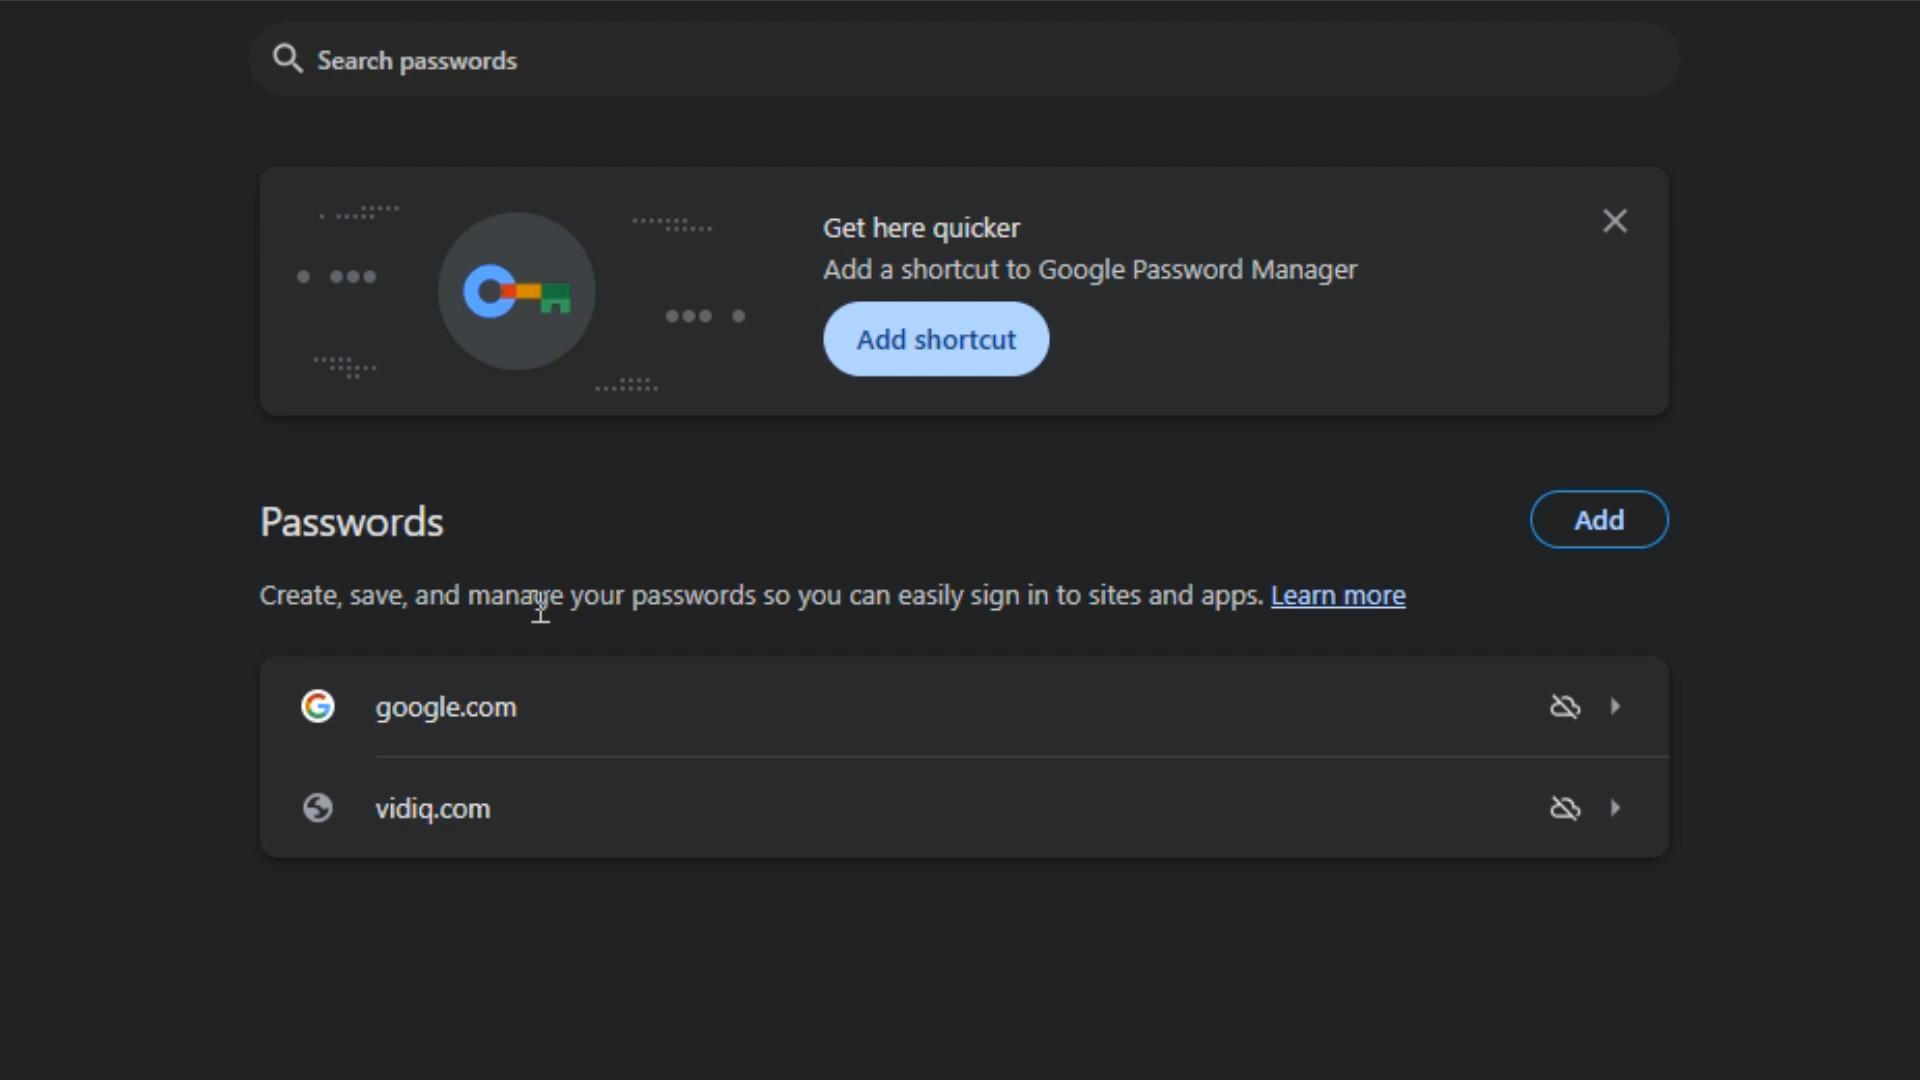 Search passwords
Get here quicker
Add a shortcut to Google Password Manager
Add shortcut
Passwords
Add
Create, save, and manage your passwords so you can easily sign in to sites and apps. Learn more
google.com
vidiq.com